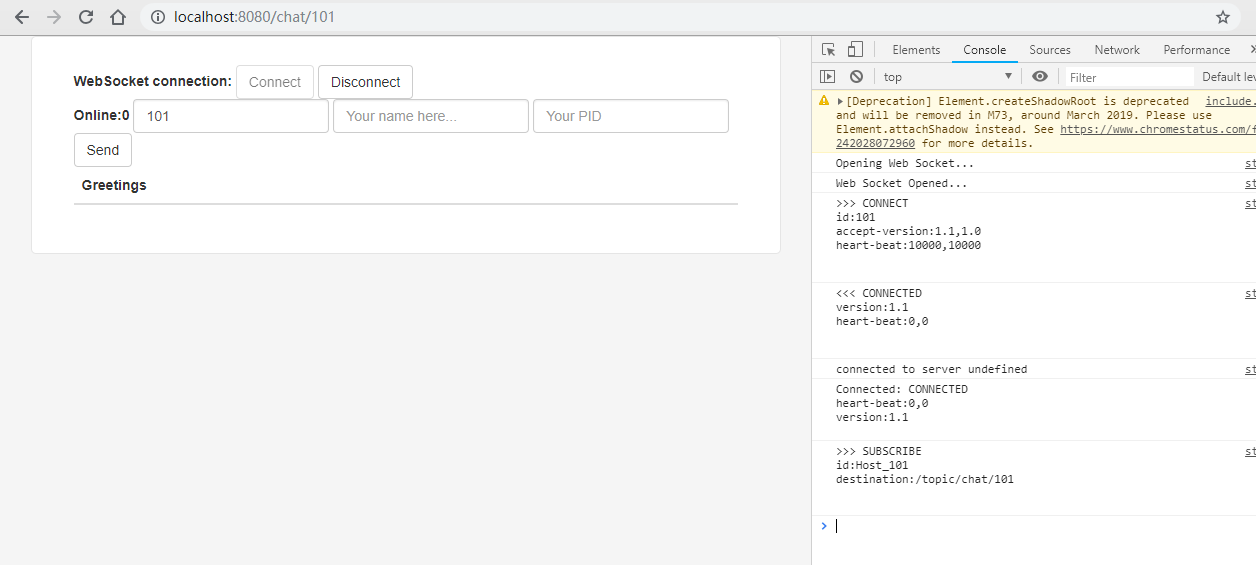 localhost:8080/chat/101
WebSocket connection: Connect Disconnect
Online:0 101 Your name here... Your PID
Send
Greetings
Elements Console Sources Network Performance
top Filter Default
[Deprecation] Element.createShadowRoot is deprecated include.
and will be removed in M73, around March 2019. Please use
Element.attachShadow instead. See https://www.chromestatus.com/f
242028072960 for more details.
Opening Web Socket... st
Web Socket Opened... st
>>> CONNECT st
id:101
accept-version:1.1,1.0
heart-beat:10000,10000
<<< CONNECTED st
version:1.1
heart-beat:0,0
connected to server undefined st
Connected: CONNECTED
heart-beat:0,0
version:1.1
>>> SUBSCRIBE st
id:Host_101
destination:/topic/chat/101
>